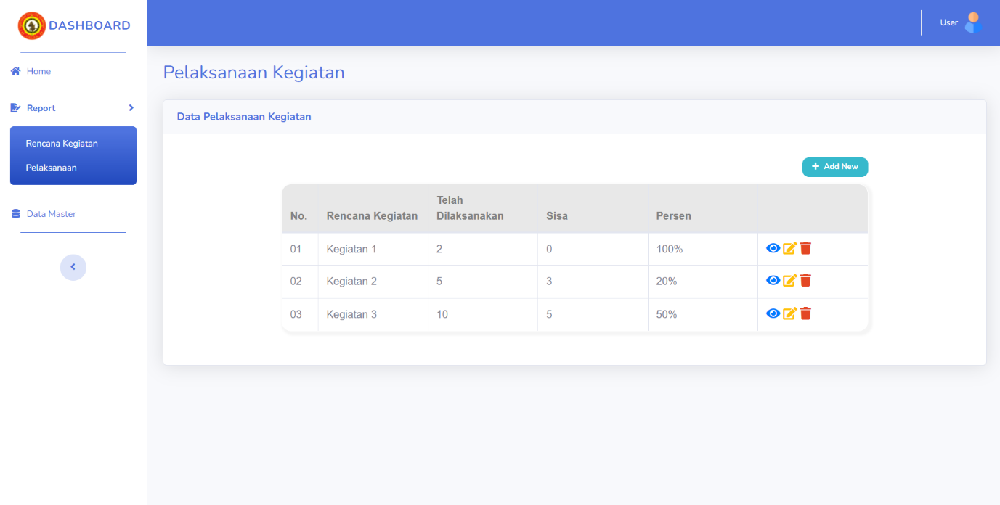 DASHBOARD
User
Home
Report
Rencana Kegiatan
Pelaksanaan
Data Master
Pelaksanaan Kegiatan
Data Pelaksanaan Kegiatan
+ Add New
No. Rencana Kegiatan Telah Dilaksanakan Sisa Persen
01 Kegiatan 1 2 0 100%
02 Kegiatan 2 5 3 20%
03 Kegiatan 3 10 5 50%